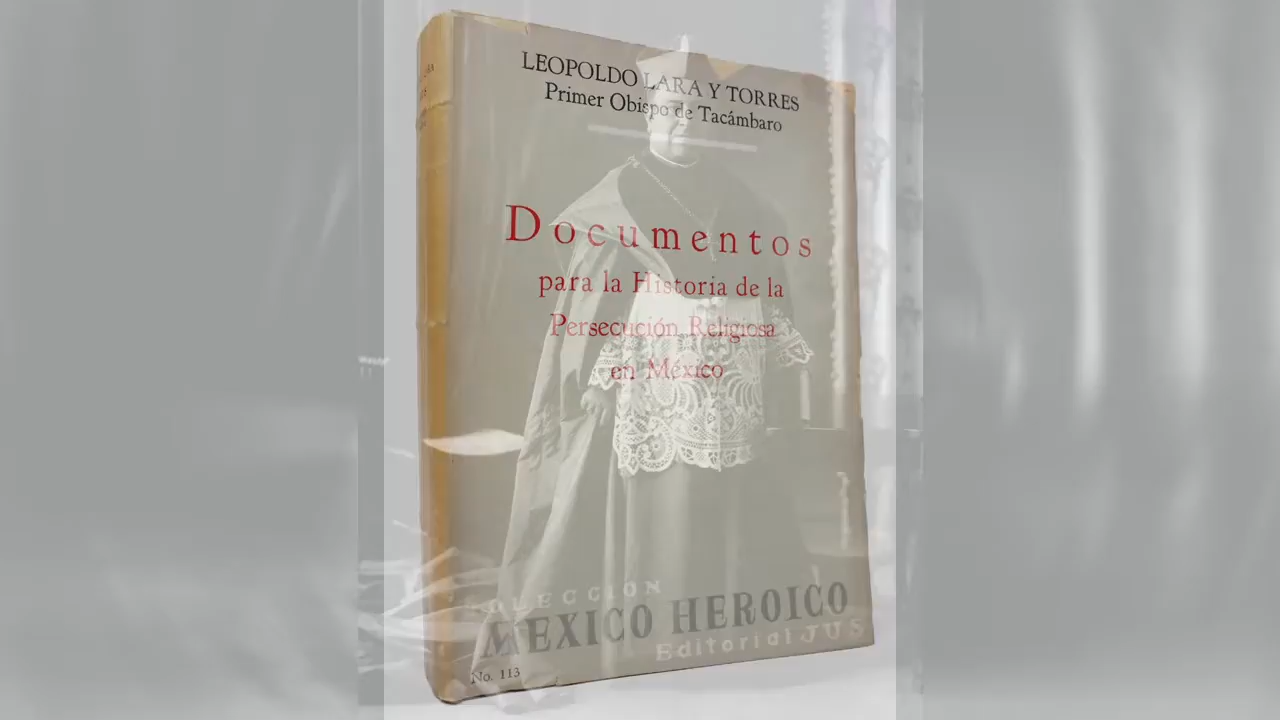 LEOPOLDO LARA Y TORRES
Primer Obispo de Tacámbaro
Documentos
para la Historia de la
Persecución Religiosa
en México
COLECCIÓN
MEXICO HEROICO
Editorial JUS
No. 113